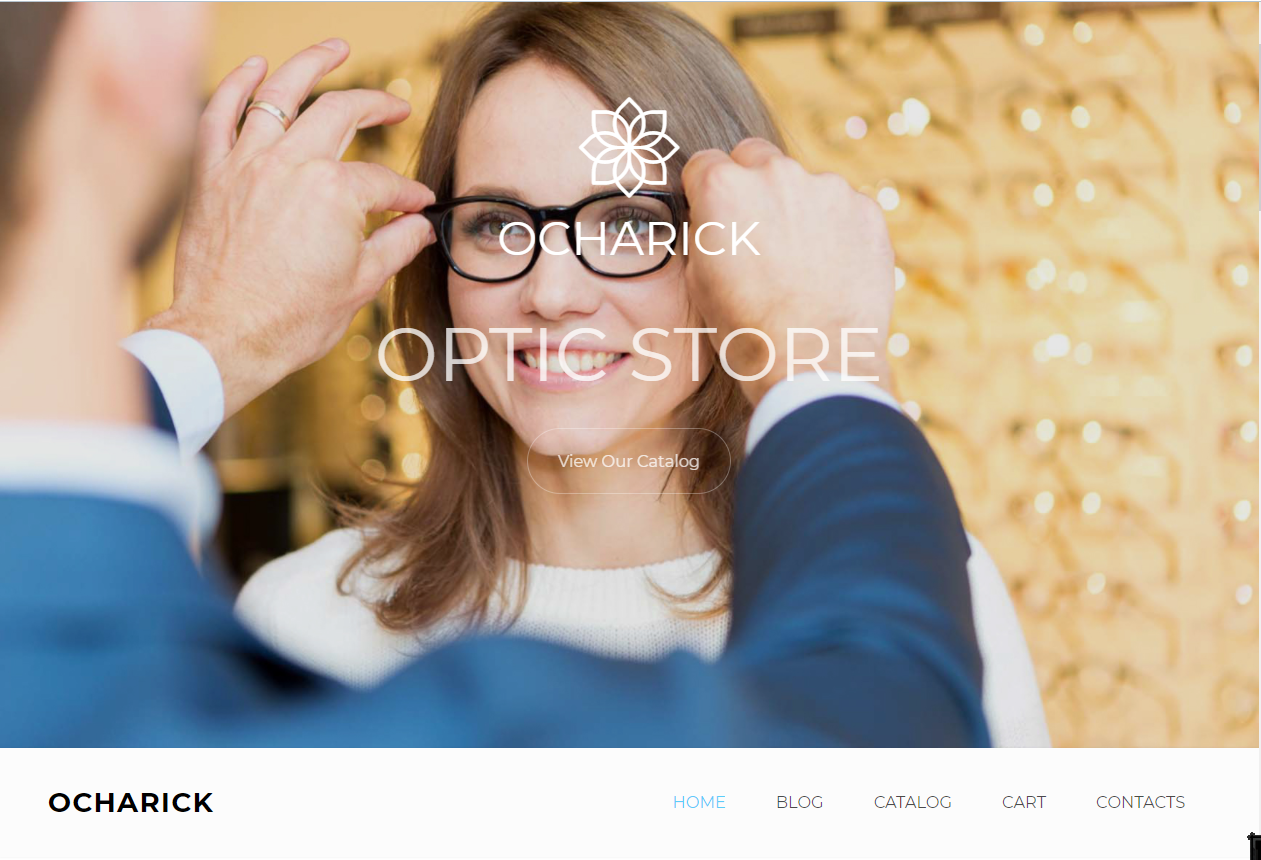 OCHARICK
OPTIC STORE
View Our Catalog
OCHARICK
HOME BLOG CATALOG CART CONTACTS